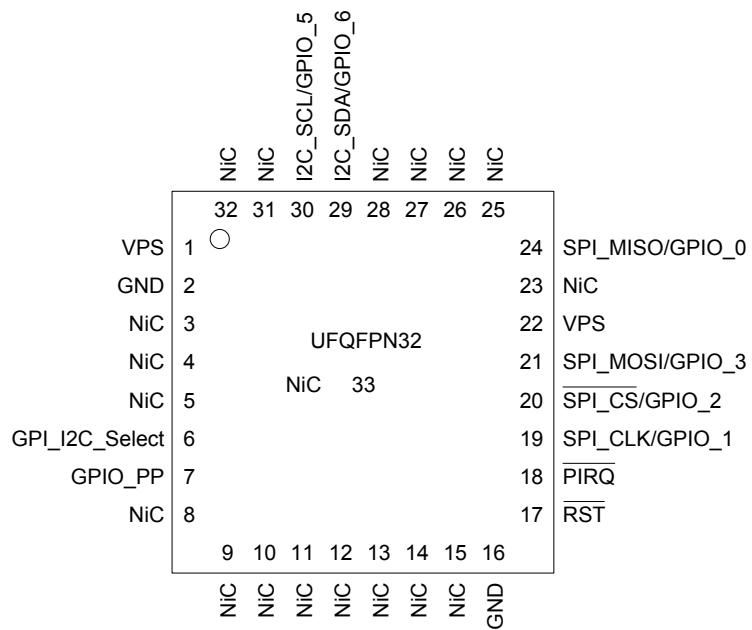 I2C_SCL/GPIO_5
I2C_SDA/GPIO_6
NiC NiC NiC NiC NiC NiC
32 31 30 29 28 27 26 25
VPS 1
GND 2
NiC 3
NiC 4
NiC 5
GPI_I2C_Select 6
GPIO_PP 7
NiC 8
UFQFPN32
NiC 33
24 SPI_MISO/GPIO_0
23 NiC
22 VPS
21 SPI_MOSI/GPIO_3
20 SPI_CS/GPIO_2
19 SPI_CLK/GPIO_1
18 PIRQ
17 RST
9 10 11 12 13 14 15 16
NiC NiC NiC NiC NiC NiC NiC GND